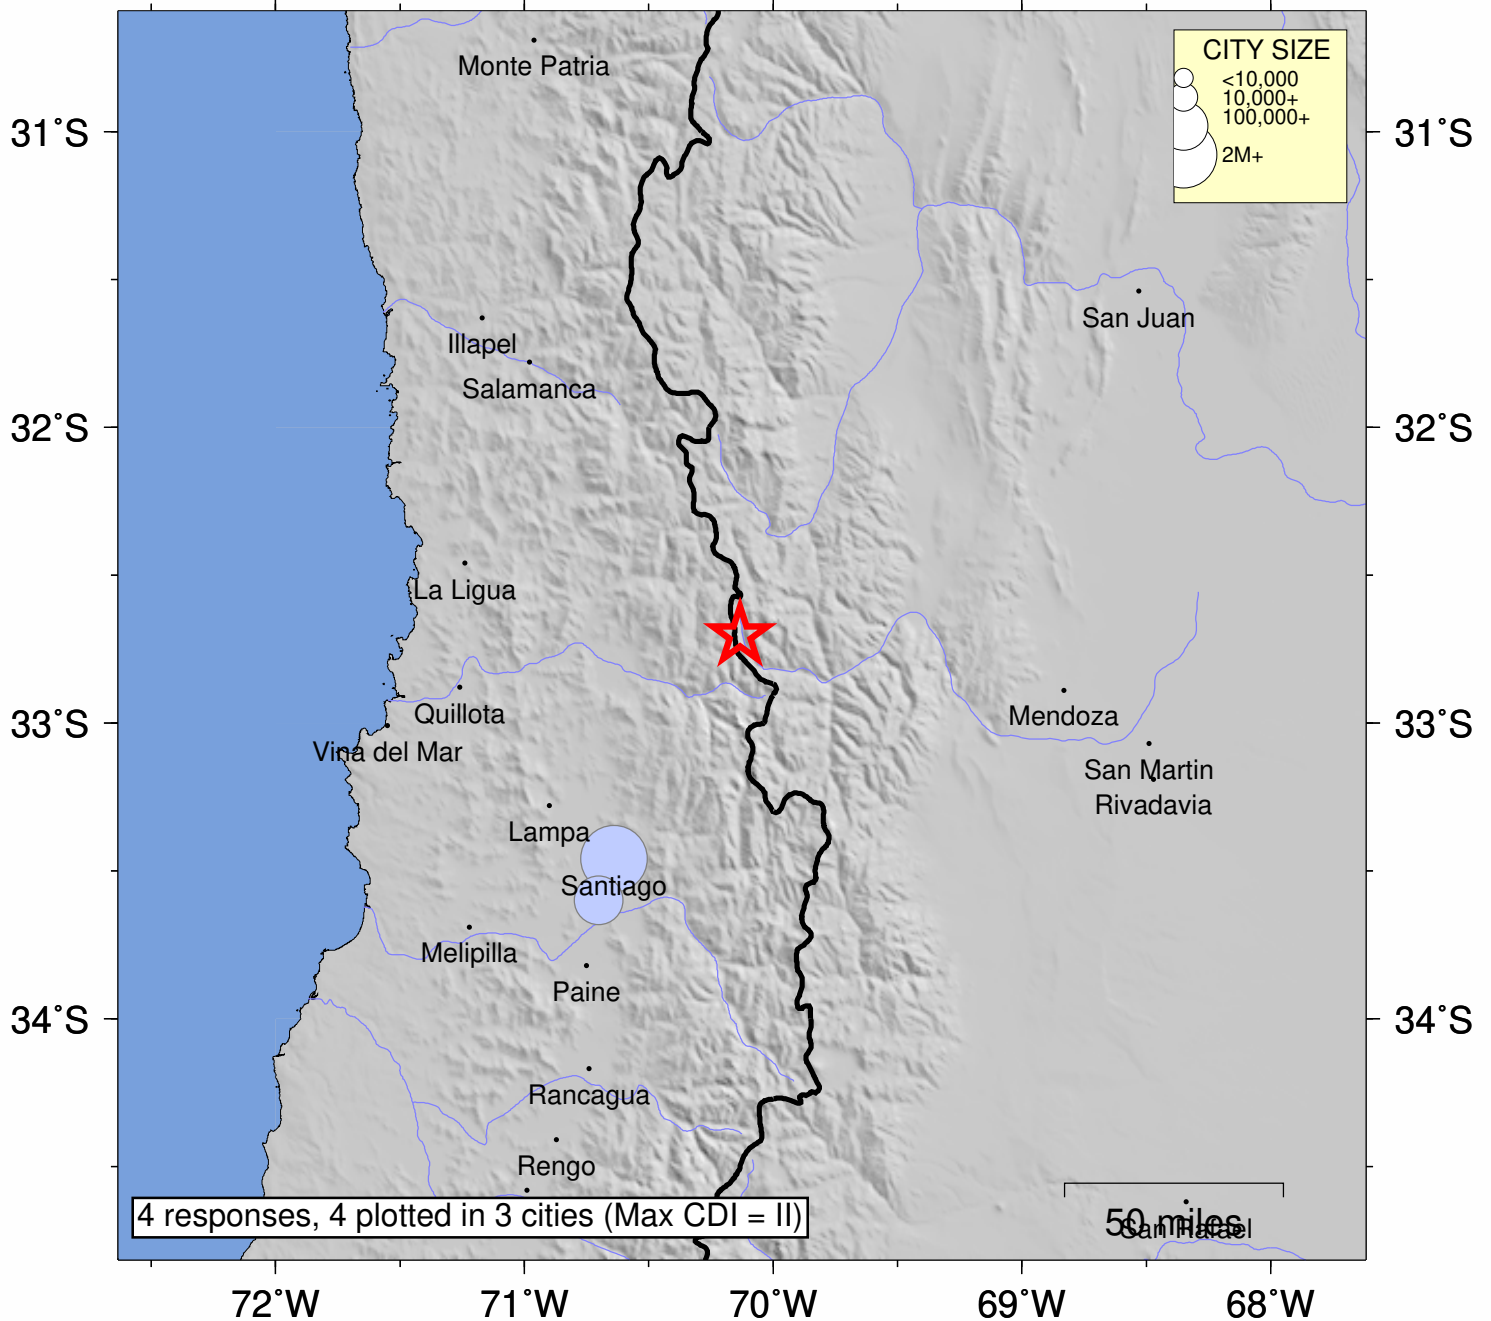 CITY SIZE
<10,000
10,000+
100,000+
2M+
Monte Patria
31°S
31°S
San Juan
Illapel
Salamanca
32°S
32°S
La Ligua
Quillota
Mendoza
33°S
33°S
Vina del Mar
San Martin
Rivadavia
Lampa
Santiago
Melipilla
Paine
34°S
34°S
Rancagua
Rengo
4 responses, 4 plotted in 3 cities (Max CDI = II)
50 miles
San Rafael
72°W
71°W
70°W
69°W
68°W